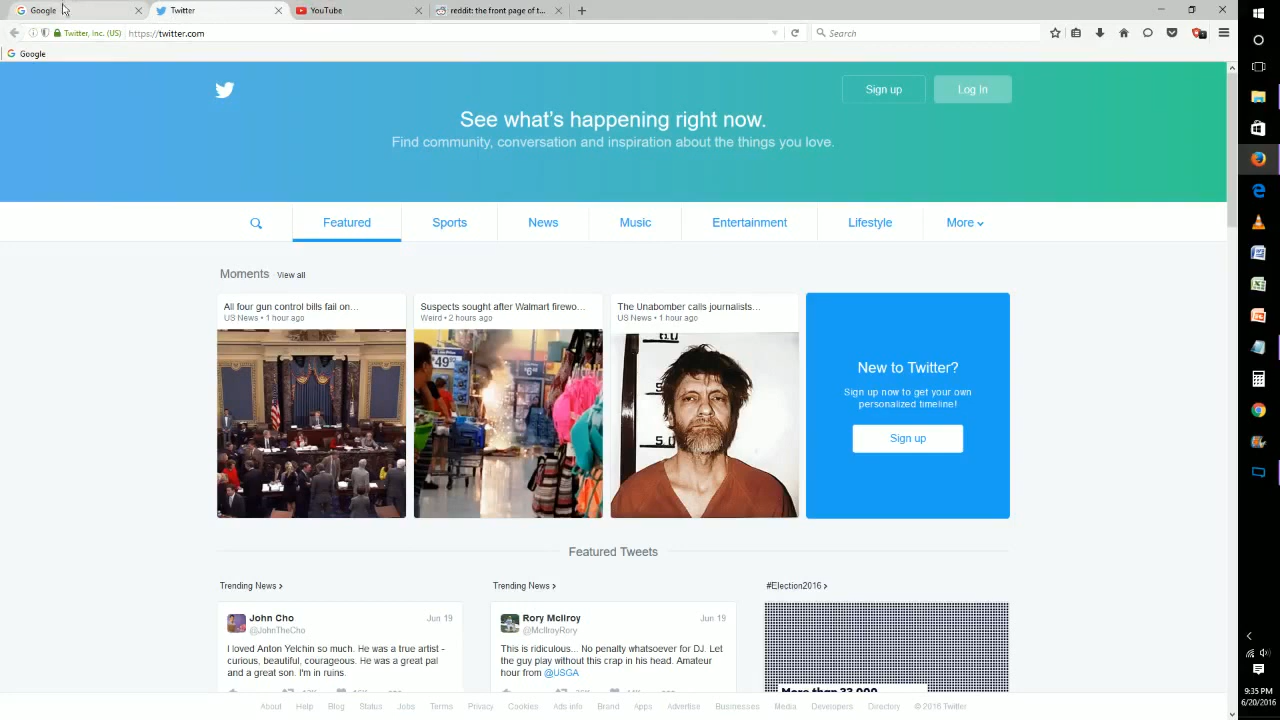 Google
Twitter
YouTube
reddit: the front page of t...
Twitter, Inc. (US)
https://twitter.com
Search
Google
Sign up
Log In
See what's happening right now.
Find community, conversation and inspiration about the things you love.
Featured
Sports
News
Music
Entertainment
Lifestyle
More
Moments View all
All four gun control bills fail on...
US News • 1 hour ago
Suspects sought after Walmart firewo...
Weird • 2 hours ago
The Unabomber calls journalists...
US News • 1 hour ago
New to Twitter?
Sign up now to get your own
personalized timeline!
Sign up
Featured Tweets
Trending News
John Cho
Jun 19
@JohnTheCho
I loved Anton Yelchin so much. He was a true artist -
curious, beautiful, courageous. He was a great pal
and a great son. I'm in ruins.
Trending News
Rory McIlroy
Jun 19
@McIlroyRory
This is ridiculous... No penalty whatsoever for DJ. Let
the guy play without this crap in his head. Amateur
hour from @USGA
#Election2016
More than 33,000
About
Help
Blog
Status
Jobs
Terms
Privacy
Cookies
Ads info
Brand
Apps
Advertise
Businesses
Media
Developers
Directory
© 2016 Twitter
9:35 PM
6/20/2016